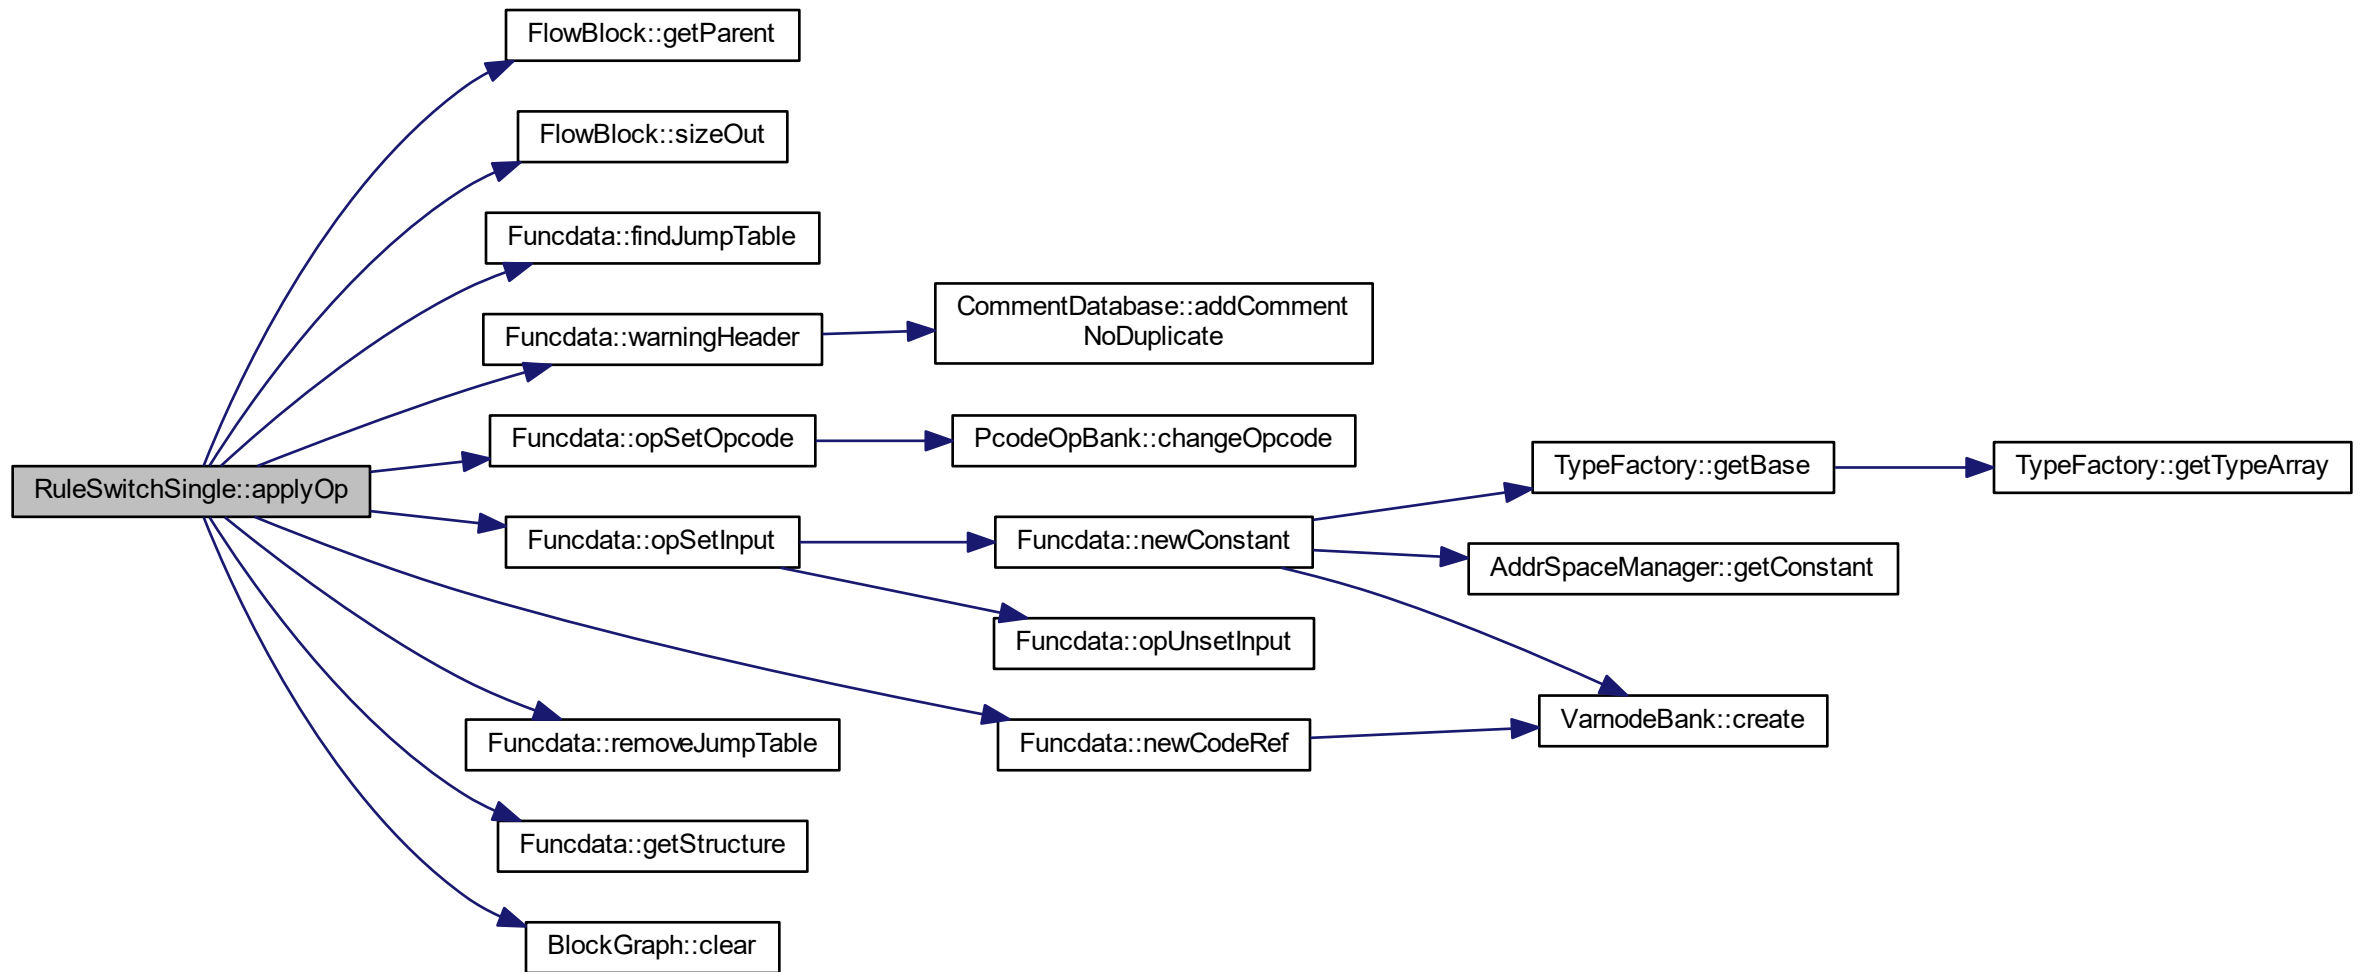 FlowBlock::getParent
FlowBlock::sizeOut
Funcdata::findJumpTable
CommentDatabase::addComment
NoDuplicate
Funcdata::warningHeader
Funcdata::opSetOpcode
PcodeOpBank::changeOpcode
TypeFactory::getBase
TypeFactory::getTypeArray
RuleSwitchSingle::applyOp
Funcdata::opSetInput
Funcdata::newConstant
AddrSpaceManager::getConstant
Funcdata::opUnsetInput
VarnodeBank::create
Funcdata::removeJumpTable
Funcdata::newCodeRef
Funcdata::getStructure
BlockGraph::clear